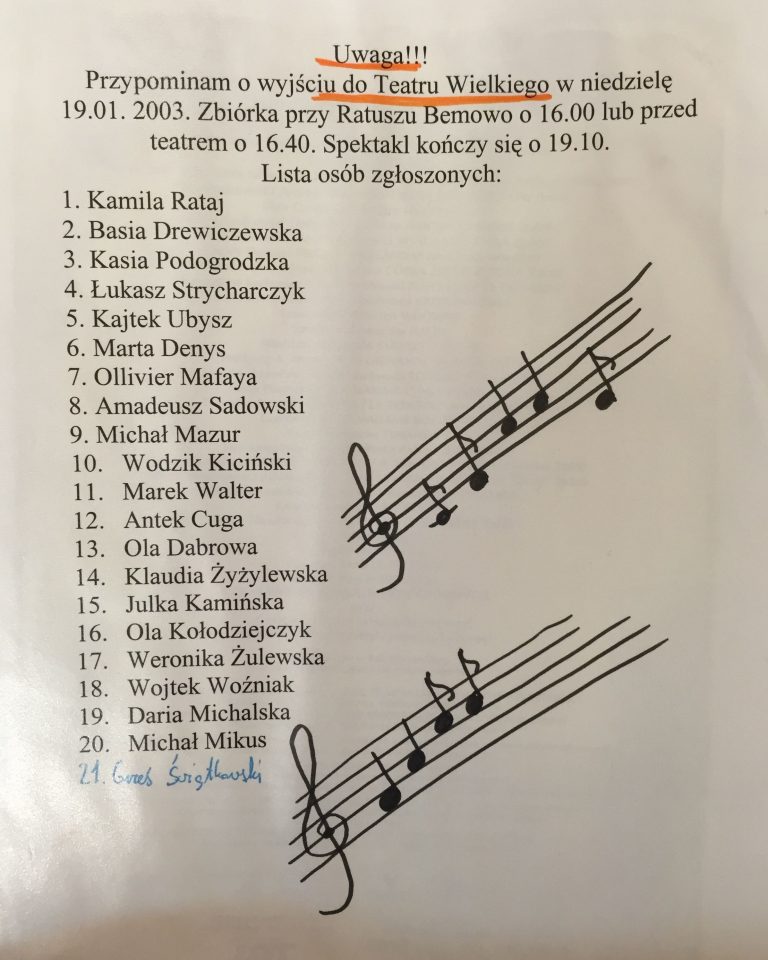 Uwaga!!!
Przypominam o wyjściu do Teatru Wielkiego w niedzielę
19.01. 2003. Zbiórka przy Ratuszu Bemowo o 16.00 lub przed
teatrem o 16.40. Spektakl kończy się o 19.10.
Lista osób zgłoszonych:
1. Kamila Rataj
2. Basia Drewiczewska
3. Kasia Podogrodzka
4. Łukasz Strycharczyk
5. Kajtek Ubysz
6. Marta Denys
7. Ollivier Mafaya
8. Amadeusz Sadowski
9. Michał Mazur
10. Wodzik Kiciński
11. Marek Walter
12. Antek Cuga
13. Ola Dabrowa
14. Klaudia Żyżylewska
15. Julka Kamińska
16. Ola Kołodziejczyk
17. Weronika Żulewska
18. Wojtek Woźniak
19. Daria Michalska
20. Michał Mikus
21. Grześ Świątkowski